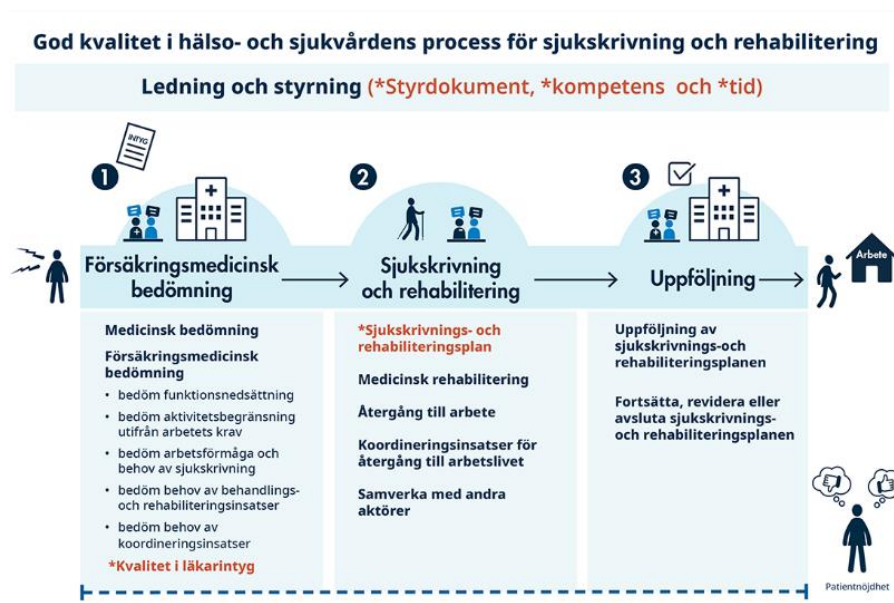 God kvalitet i hälso- och sjukvårdens process för sjukskrivning och rehabilitering
Ledning och styrning (*Styrdokument, *kompetens och *tid)
INTYG
1
2
3
Försäkringsmedicinsk
bedömning
Sjukskrivning
och rehabilitering
Uppföljning
Arbete
Medicinsk bedömning
Försäkringsmedicinsk
bedömning
• bedöm funktionsnedsättning
• bedöm aktivitetsbegränsning
utifrån arbetets krav
• bedöm arbetsförmåga och
behov av sjukskrivning
• bedöm behov av behandlings-
och rehabiliteringsinsatser
• bedöm behov av
koordineringsinsatser
*Kvalitet i läkarintyg
*Sjukskrivnings- och
rehabiliteringsplan
Medicinsk rehabilitering
Återgång till arbete
Koordineringsinsatser för
återgång till arbetslivet
Samverka med andra
aktörer
Uppföljning av
sjukskrivnings-och
rehabiliteringsplanen
Fortsätta, revidera eller
avsluta sjukskrivnings-
och rehabiliteringsplanen
Patientnöjdhet